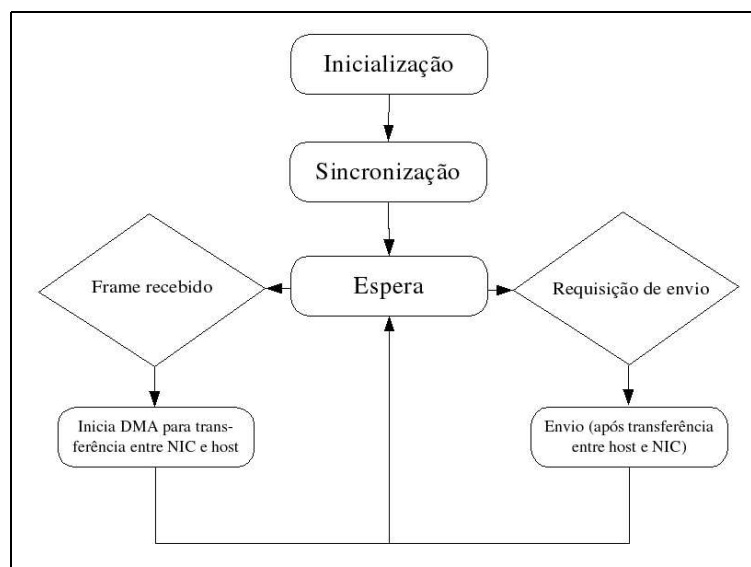 Inicialização
Sincronização
Espera
Frame recebido
Requisição de envio
Inicia DMA para trans-
ferência entre NIC e host
Envio (após transferência
entre host e NIC)